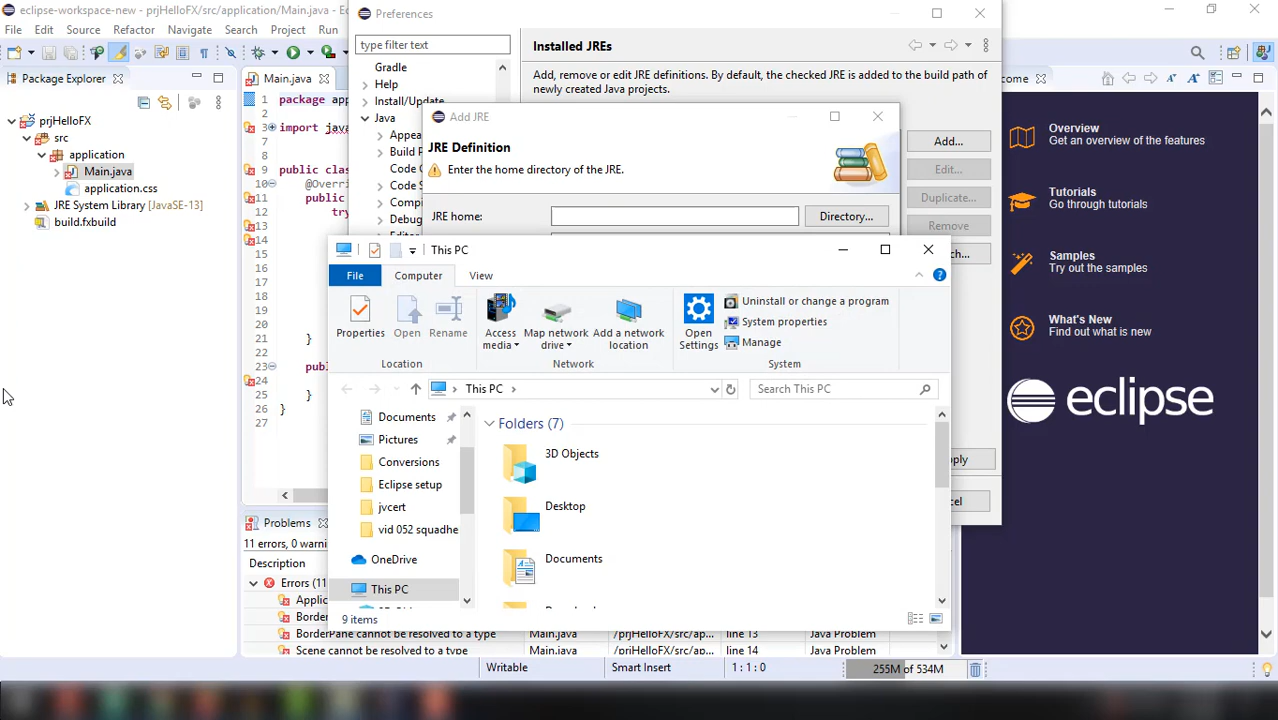 eclipse-workspace-new - prjHelloFX/src/application/Main.java - Ec
File Edit Source Refactor Navigate Search Project Run
Package Explorer
prjHelloFX
src
application
Main.java
application.css
JRE System Library [JavaSE-13]
build.fxbuild
Main.java
1 package app
2
3 import java
7
8 public class
9
10 @Overri
11 public
12 try
13
14
15
16
17
18
19
20
21 }
22
23 publ
24
25 }
26 }
27
Problems
11 errors, 0 warnin
Description
Errors (11
Applic
Border
BorderPane cannot be resolved to a type Main.java /prjHelloFX/src/ap... line 13 Java Problem
Scene cannot be resolved to a type Main.java /prjHelloFX/src/ap... line 14 Java Problem
Writable Smart Insert 1 : 1 : 0 255M of 534M
Preferences
type filter text
Gradle
Help
Install/Update
Java
Appea
Build P
Code C
Code S
Compi
Debug
Editor
Installed JREs
Add, remove or edit JRE definitions. By default, the checked JRE is added to the build path of
newly created Java projects.
Add...
Edit...
Duplicate...
Remove
ch...
pply
cel
Add JRE
JRE Definition
Enter the home directory of the JRE.
JRE home:
Directory...
This PC
File Computer View
Properties
Open
Rename
Location
Access
media
Map network
drive
Add a network
location
Network
Open
Settings
Uninstall or change a program
System properties
Manage
System
This PC
Search This PC
Documents
Pictures
Conversions
Eclipse setup
jvcert
vid 052 squadhe
OneDrive
This PC
Folders (7)
3D Objects
Desktop
Documents
9 items
come
Overview
Get an overview of the features
Tutorials
Go through tutorials
Samples
Try out the samples
What's New
Find out what is new
eclipse